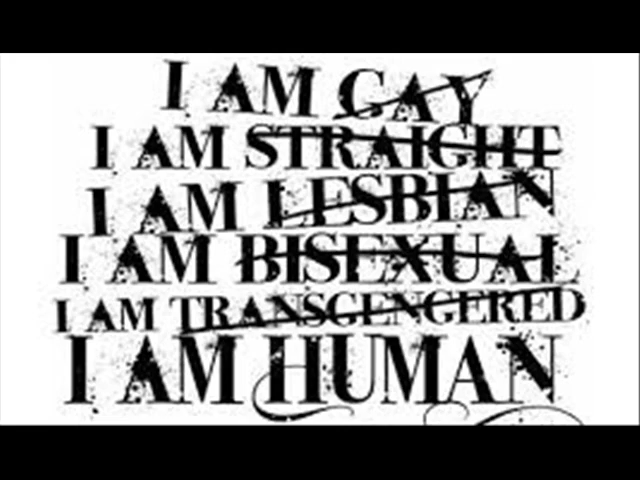 I AM GAY
I AM STRAIGHT
I AM LESBIAN
I AM BISEXUAL
I AM TRANSGENGERED
I AM HUMAN